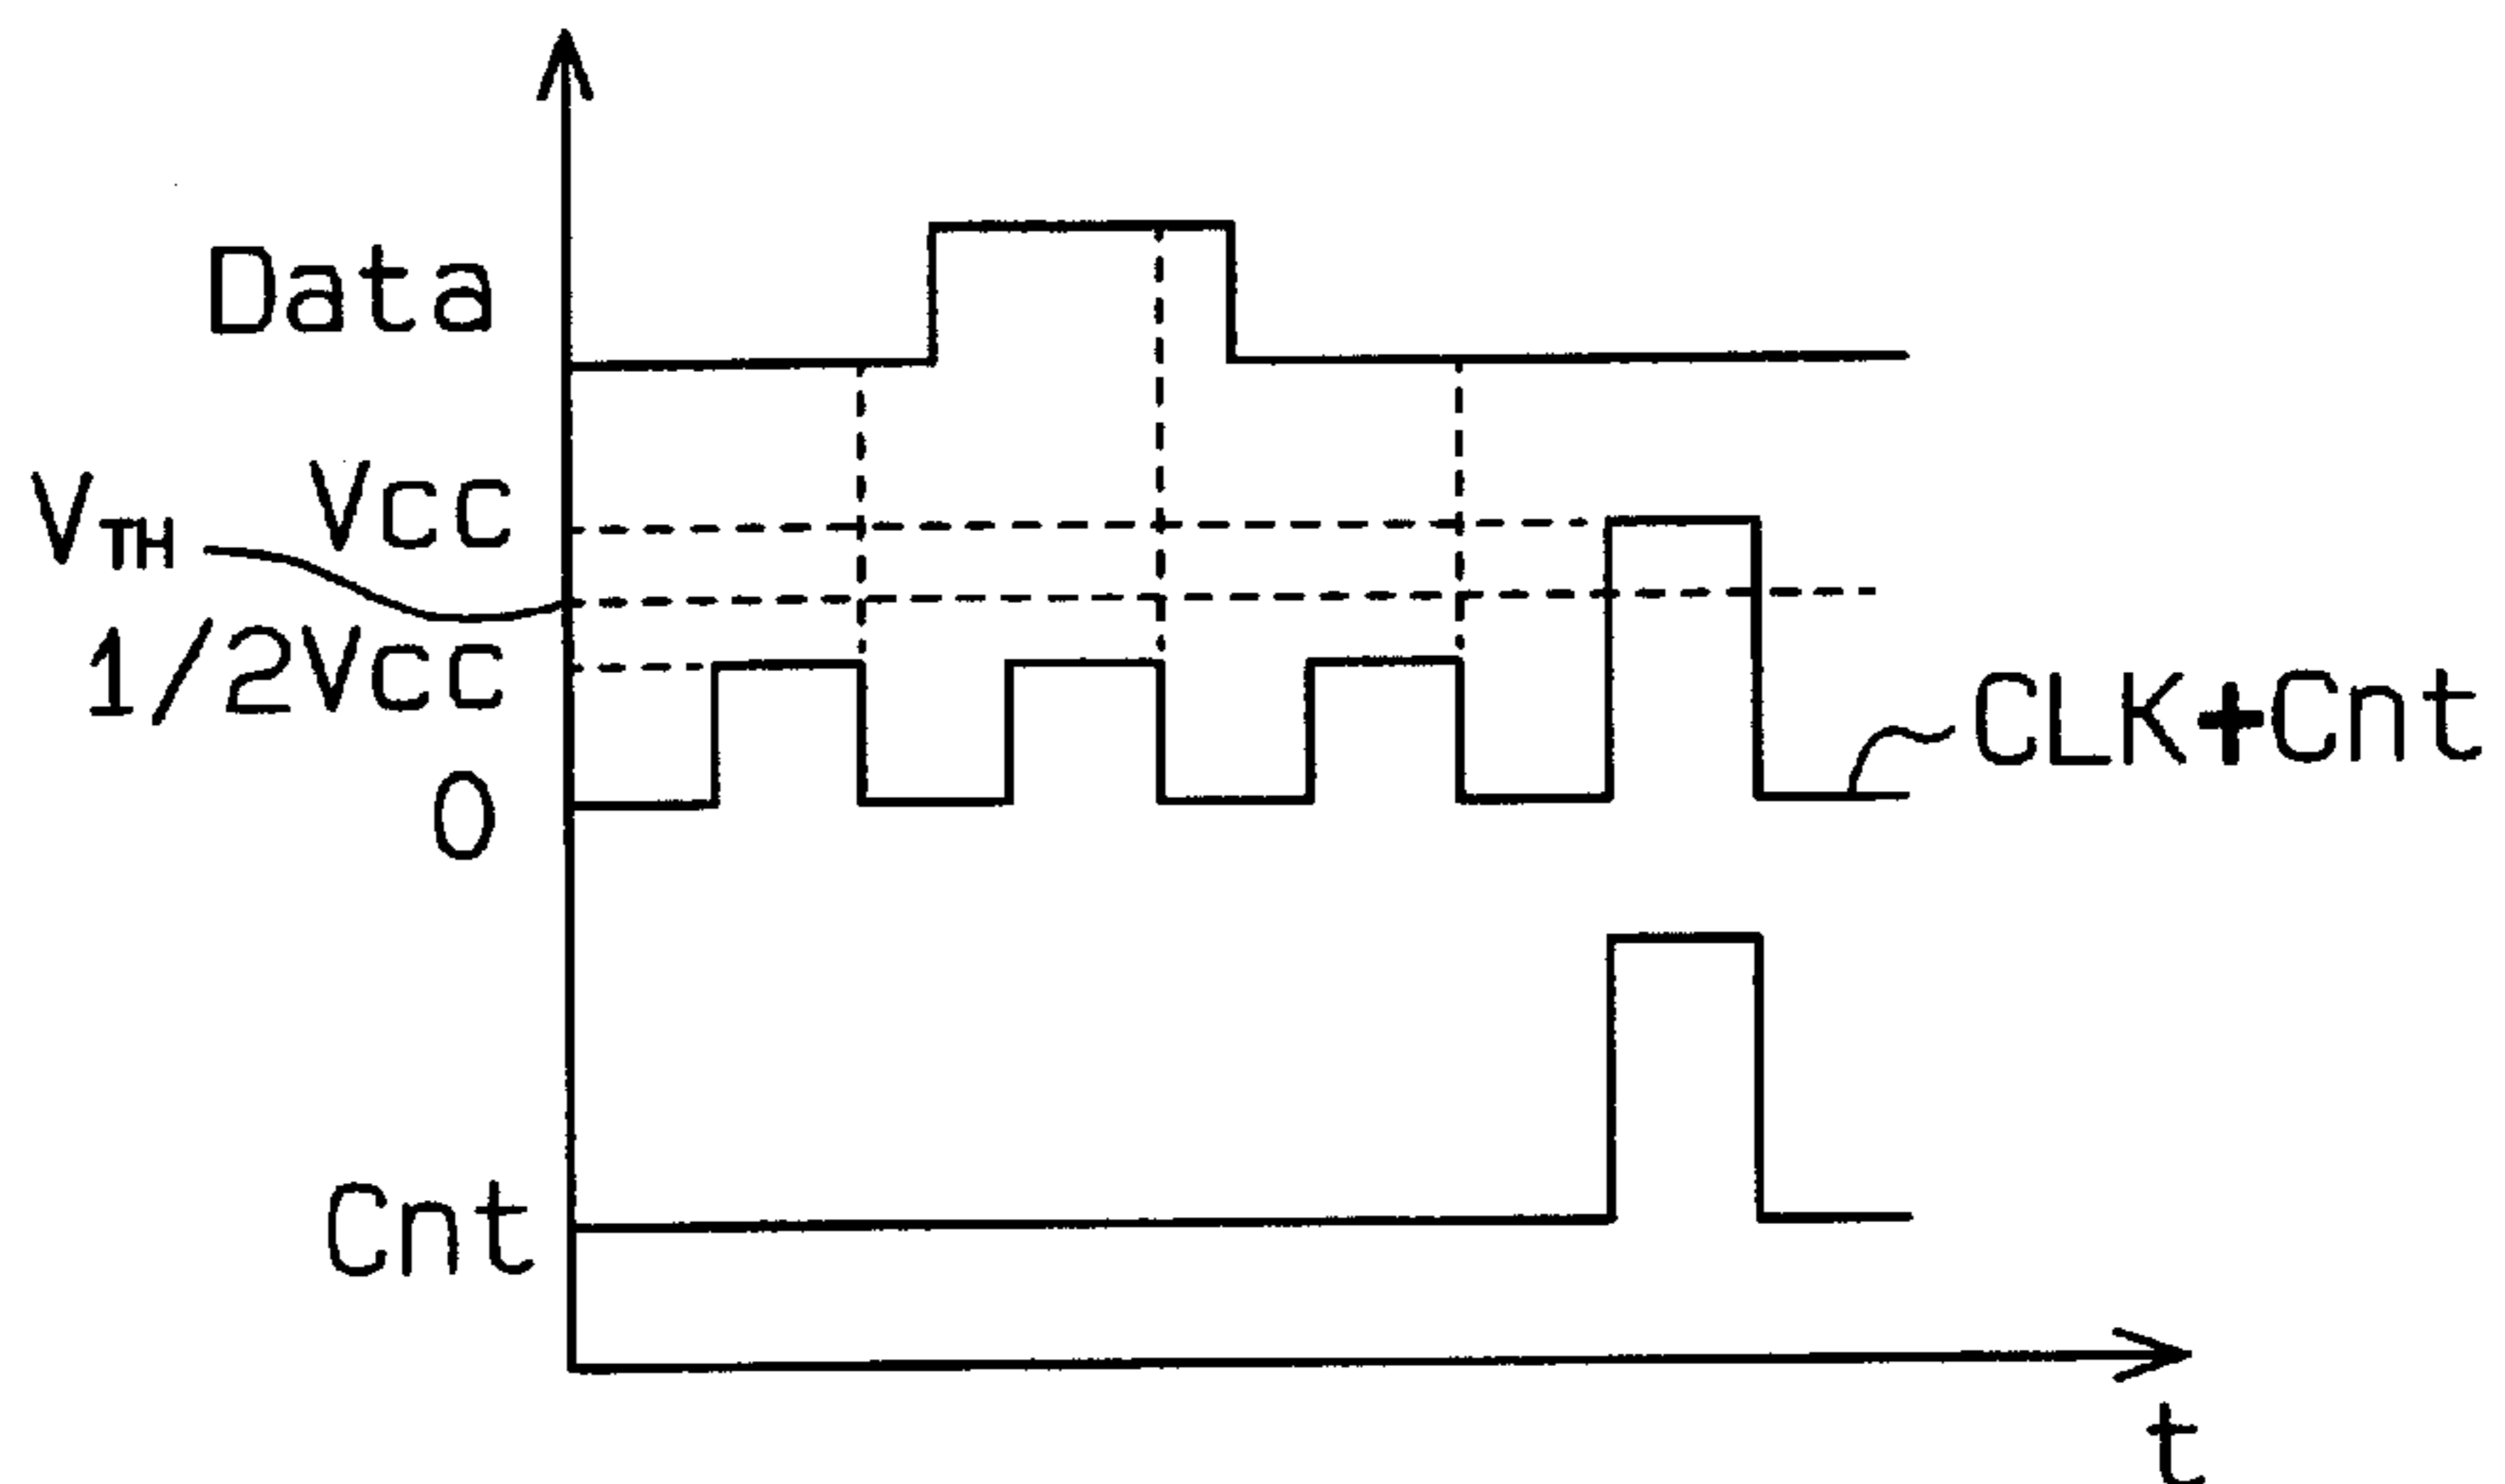 Data
Vcc
VTH
1/2Vcc
CLK+Cnt
0
Cnt
t